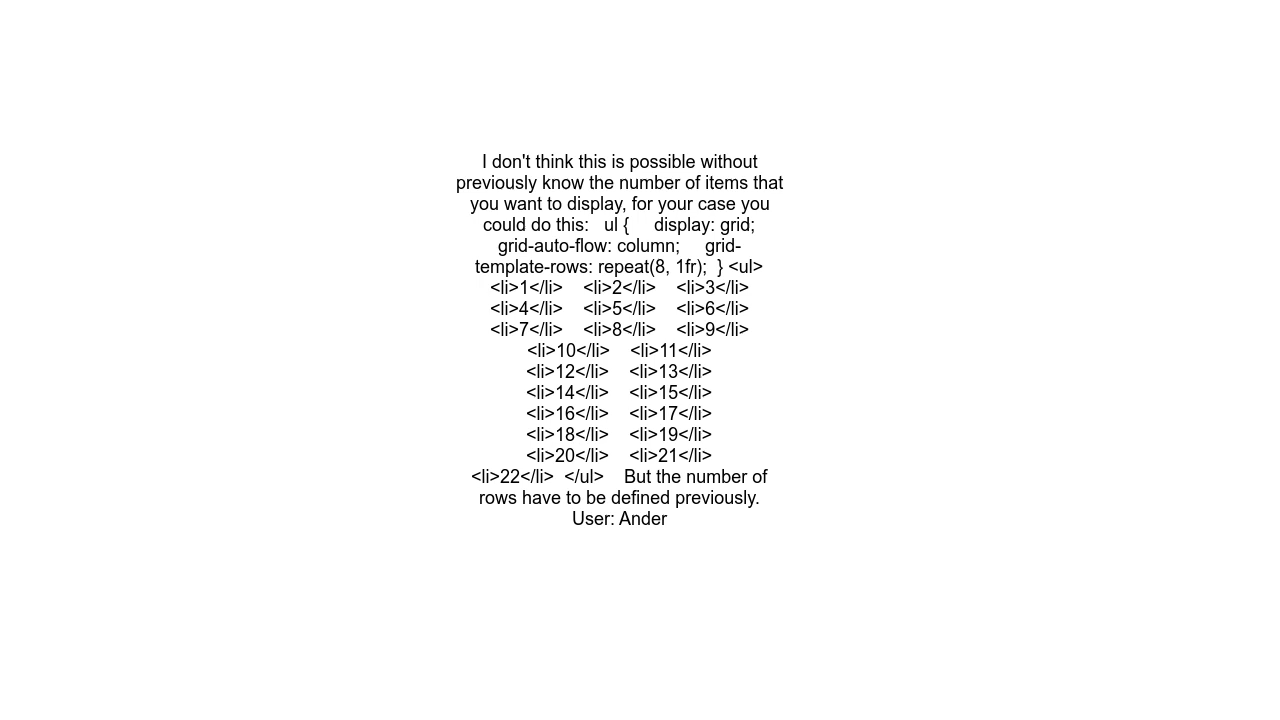 I don't think this is possible without
previously know the number of items that
you want to display, for your case you
could do this:   ul {     display: grid;
grid-auto-flow: column;     grid-
template-rows: repeat(8, 1fr);  } <ul>
<li>1</li>    <li>2</li>    <li>3</li>
<li>4</li>    <li>5</li>    <li>6</li>
<li>7</li>    <li>8</li>    <li>9</li>
<li>10</li>    <li>11</li>
<li>12</li>    <li>13</li>
<li>14</li>    <li>15</li>
<li>16</li>    <li>17</li>
<li>18</li>    <li>19</li>
<li>20</li>    <li>21</li>
<li>22</li>  </ul>    But the number of
rows have to be defined previously.
User: Ander